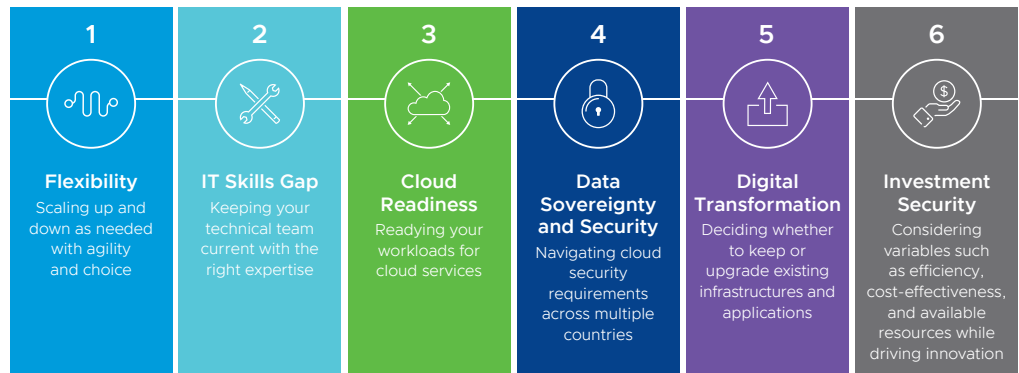 1
Flexibility
Scaling up and
down as needed
with agility
and choice
2
IT Skills Gap
Keeping your
technical team
current with the
right expertise
3
Cloud
Readiness
Readying your
workloads for
cloud services
4
Data
Sovereignty
and Security
Navigating cloud
security
requirements
across multiple
countries
5
Digital
Transformation
Deciding whether
to keep or
upgrade existing
infrastructures and
applications
6
Investment
Security
Considering
variables such
as efficiency,
cost-effectiveness,
and available
resources while
driving innovation
$